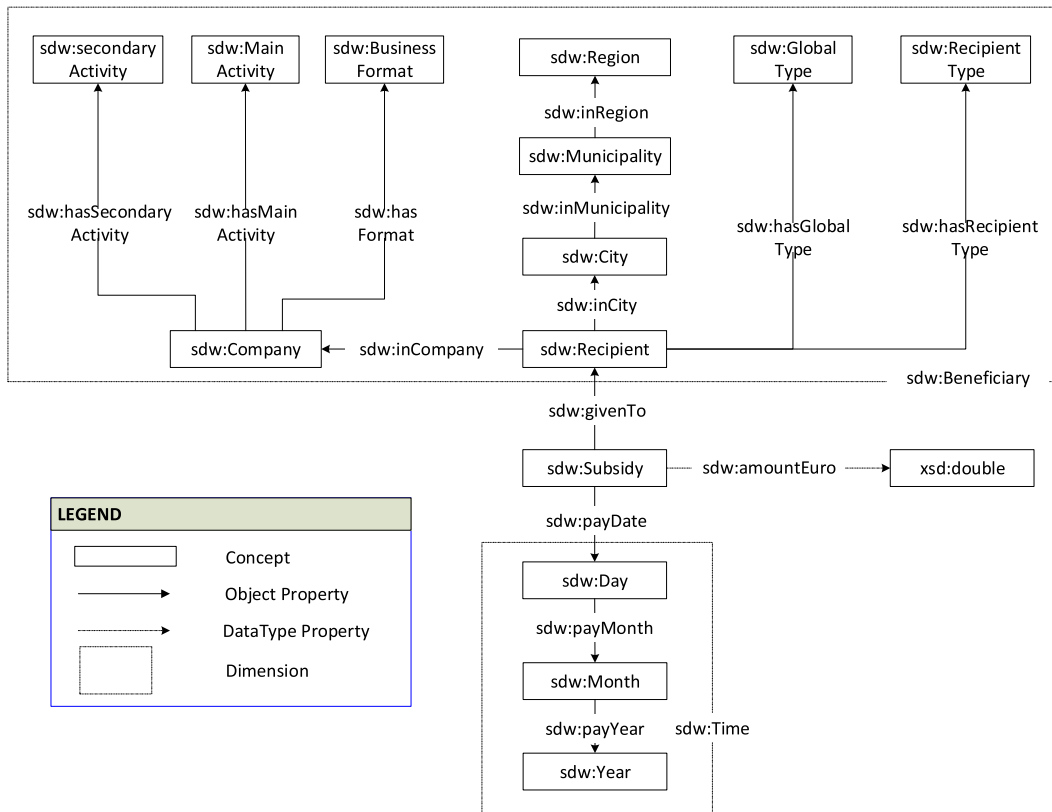 sdw:secondary
Activity
sdw:Main
Activity
sdw:Business
Format
sdw:Region
sdw:Global
Type
sdw:Recipient
Type
sdw:inRegion
sdw:Municipality
sdw:hasSecondary
Activity
sdw:hasMain
Activity
sdw:has
Format
sdw:inMunicipality
sdw:hasGlobal
Type
sdw:hasRecipient
Type
sdw:City
sdw:inCity
sdw:Company
sdw:inCompany
sdw:Recipient
sdw:Beneficiary
sdw:givenTo
sdw:Subsidy
sdw:amountEuro
xsd:double
sdw:payDate
LEGEND
Concept
Object Property
DataType Property
Dimension
sdw:Day
sdw:payMonth
sdw:Month
sdw:payYear
sdw:Time
sdw:Year